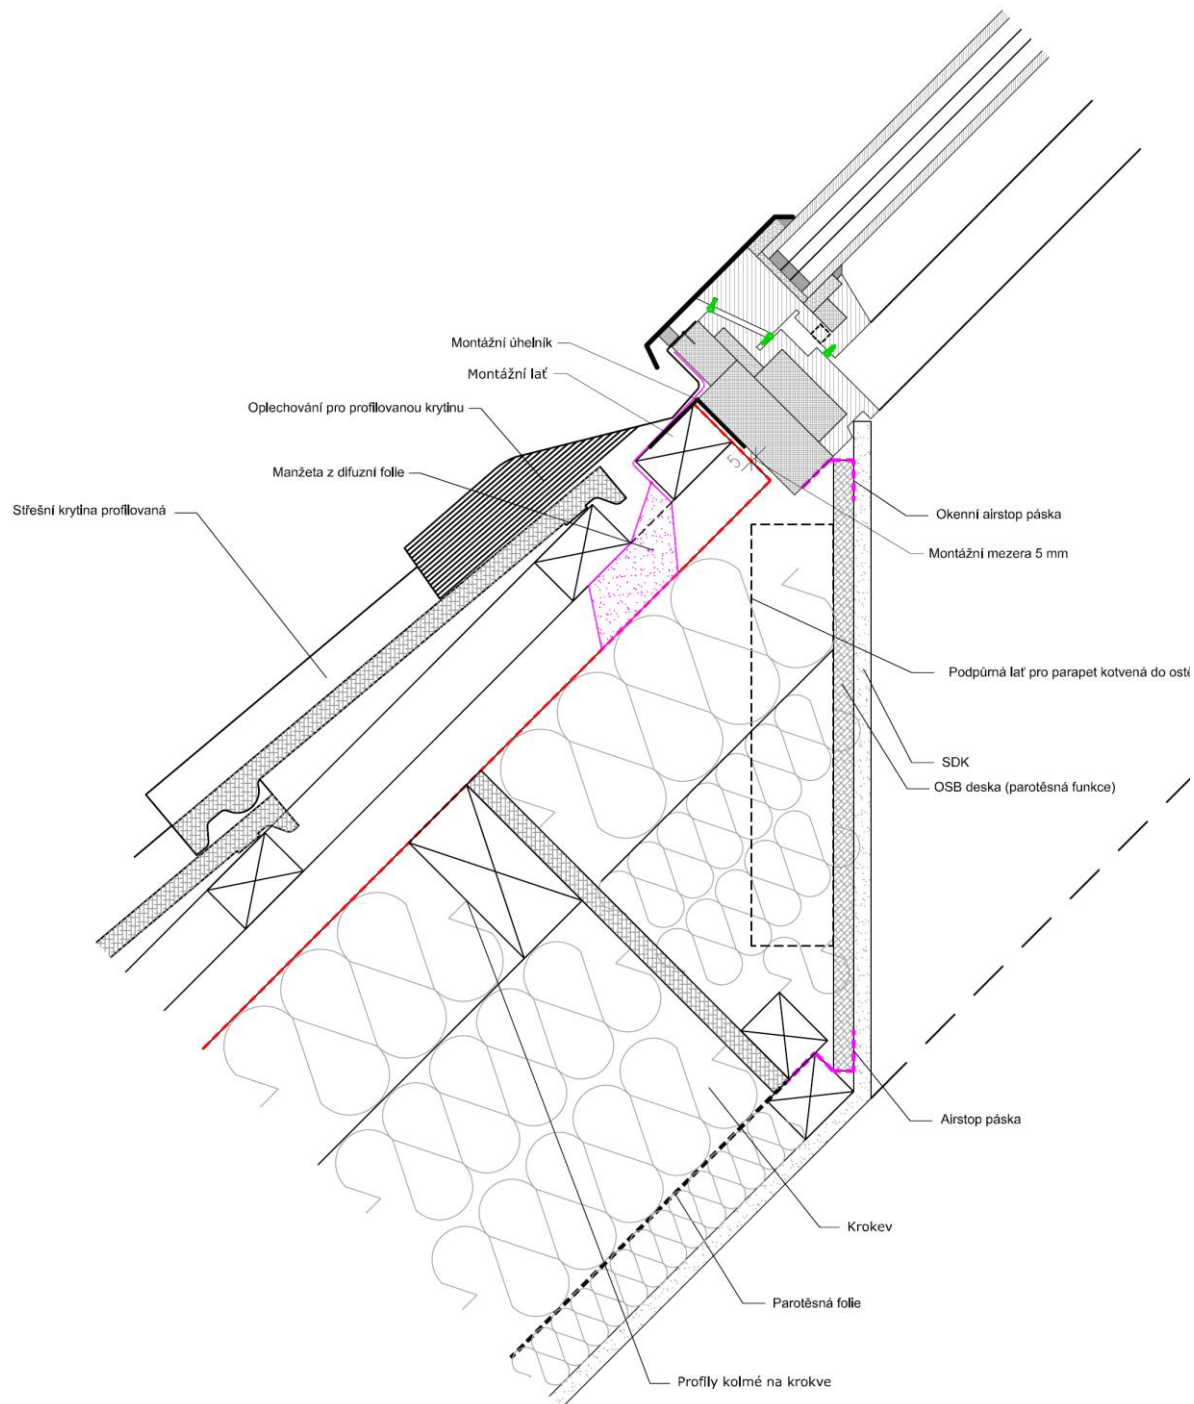 Montážní úhelník
Montážní lať
Oplechování pro profilovanou krytinu
Manžeta z difuzní folie
Střešní krytina profilovaná
5
Okenní airstop páska
Montážní mezera 5 mm
Podpůrná lať pro parapet kotvená do ostě
SDK
OSB deska (parotěsná funkce)
Airstop páska
Krokev
Parotěsná folie
Profily kolmé na krokve